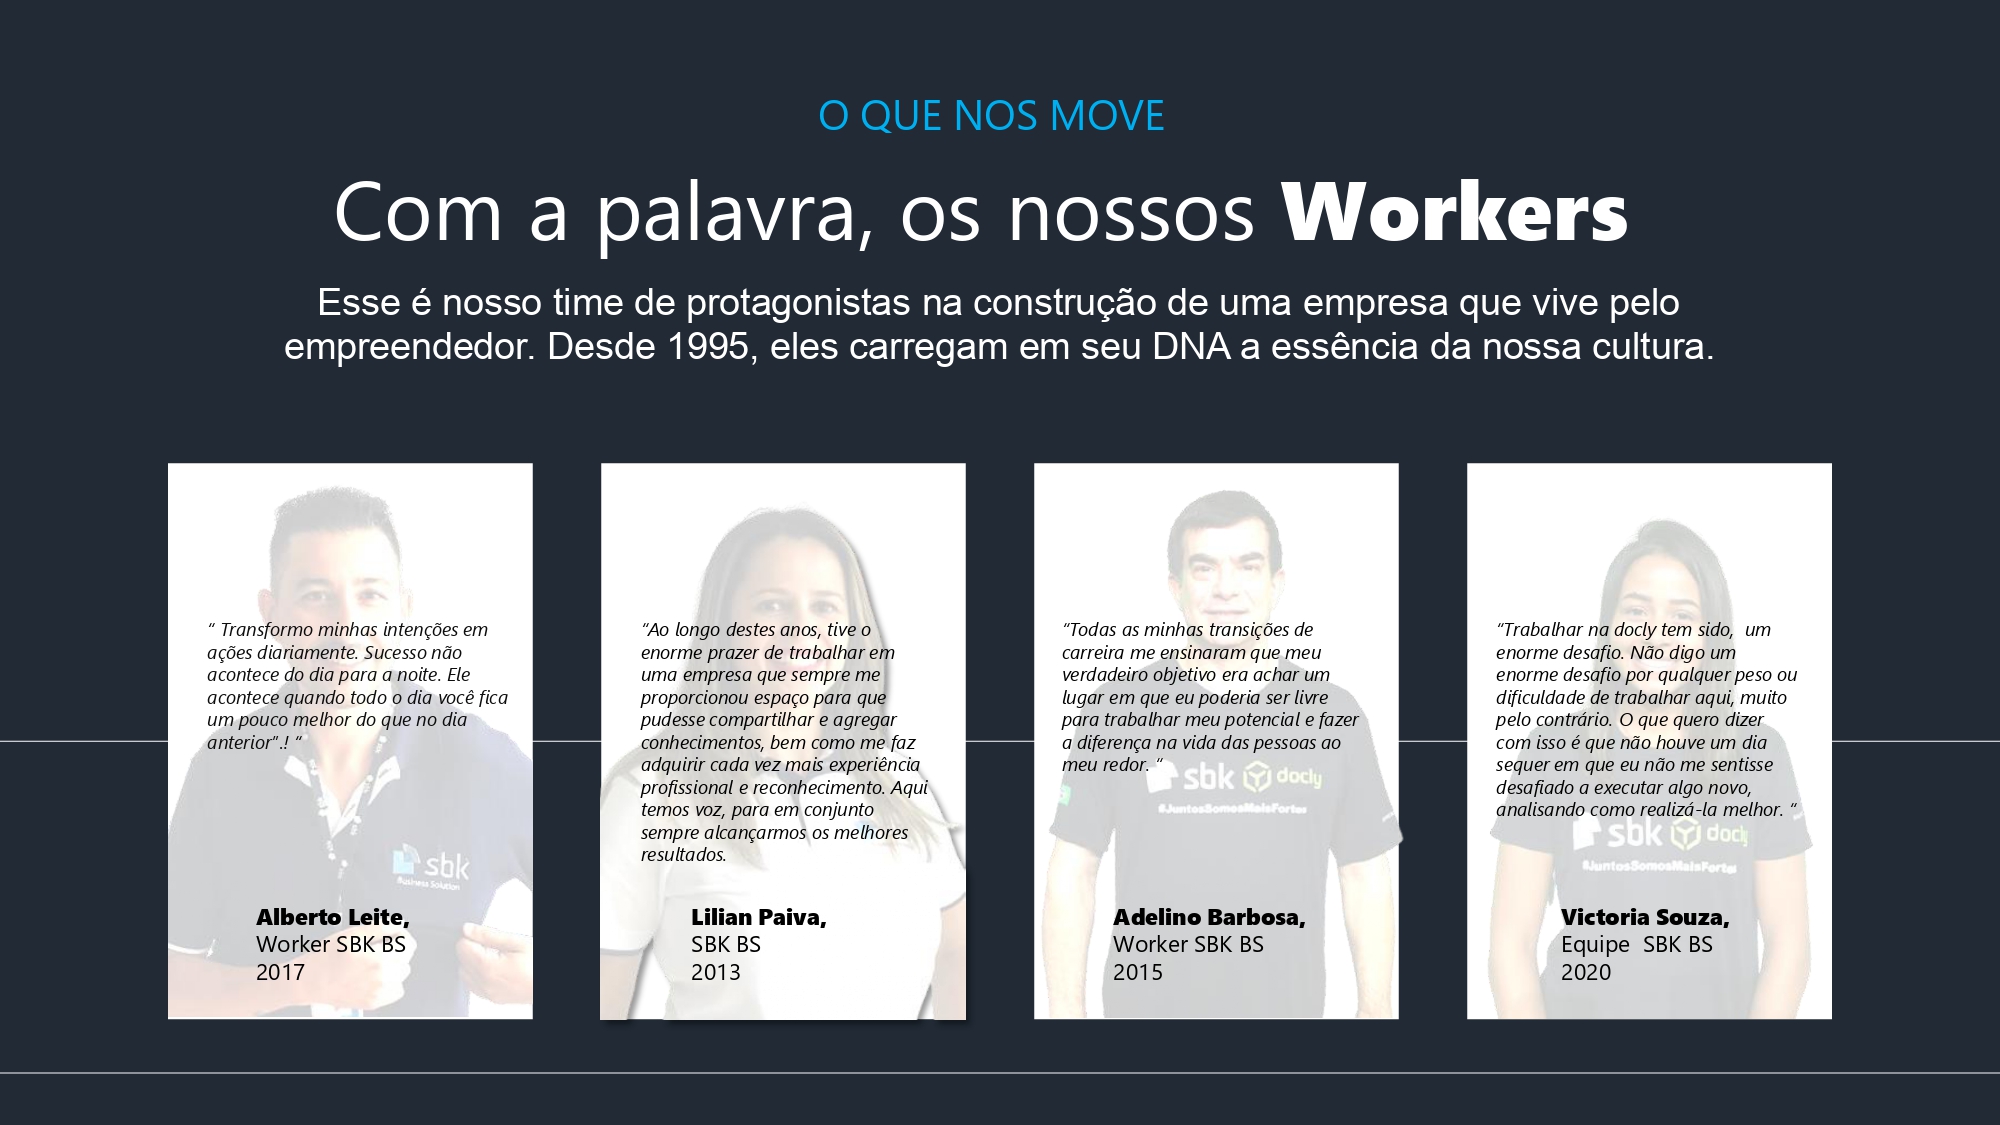 O QUE NOS MOVE
Com a palavra, os nossos Workers
Esse é nosso time de protagonistas na construção de uma empresa que vive pelo
empreendedor. Desde 1995, eles carregam em seu DNA a essência da nossa cultura.
“ Transformo minhas intenções em
ações diariamente. Sucesso não
acontece do dia para a noite. Ele
acontece quando todo o dia você fica
um pouco melhor do que no dia
anterior”.! “
sbk
Business Solution
Alberto Leite,
Worker SBK BS
2017
“Ao longo destes anos, tive o
enorme prazer de trabalhar em
uma empresa que sempre me
proporcionou espaço para que
pudesse compartilhar e agregar
conhecimentos, bem como me faz
adquirir cada vez mais experiência
profissional e reconhecimento. Aqui
temos voz, para em conjunto
sempre alcançarmos os melhores
resultados.
Lilian Paiva,
SBK BS
2013
“Todas as minhas transições de
carreira me ensinaram que meu
verdadeiro objetivo era achar um
lugar em que eu poderia ser livre
para trabalhar meu potencial e fazer
a diferença na vida das pessoas ao
meu redor. “
sbk docly
#JuntosSomosMaisFortes
Adelino Barbosa,
Worker SBK BS
2015
“Trabalhar na docly tem sido,  um
enorme desafio. Não digo um
enorme desafio por qualquer peso ou
dificuldade de trabalhar aqui, muito
pelo contrário. O que quero dizer
com isso é que não houve um dia
sequer em que eu não me sentisse
desafiado a executar algo novo,
analisando como realizá-la melhor. “
sbk docly
#JuntosSomosMaisFortes
Victoria Souza,
Equipe  SBK BS
2020